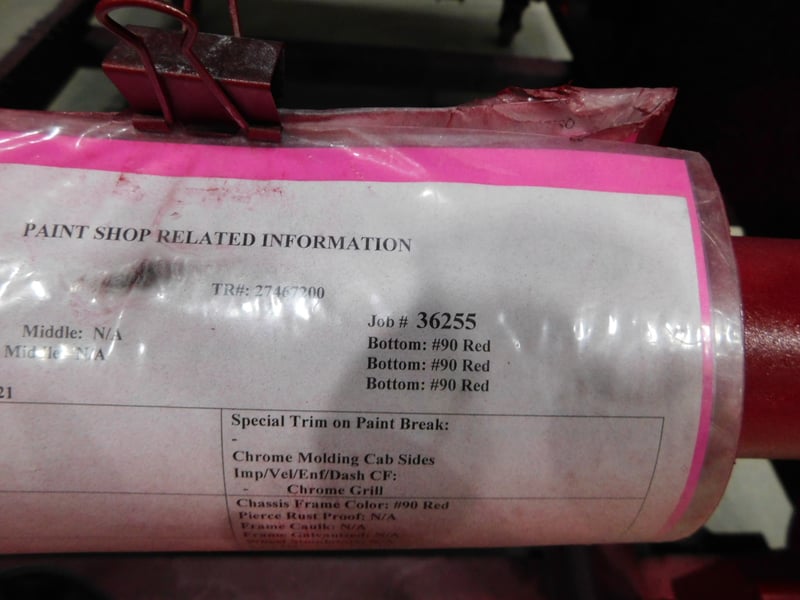 PAINT SHOP RELATED INFORMATION
TR#: 27467200
Job # 36255
Middle: N/A Bottom: #90 Red
Middle: N/A Bottom: #90 Red
Bottom: #90 Red
21
Special Trim on Paint Break:
-
Chrome Molding Cab Sides
Imp/Vel/Enf/Dash CF:
- Chrome Grill
Chassis Frame Color: #90 Red
Pierce Rust Proof: N/A
Frame Caulk: N/A
Frame Galvanized: N/A